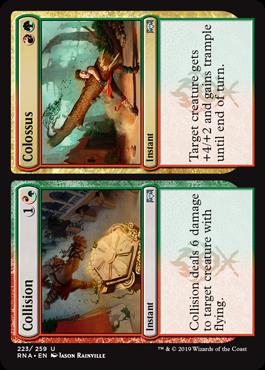 Colossus
Instant
Target creature gets
+4/+2 and gains trample
until end of turn.
Collision 1
Instant
Collision deals 6 damage
to target creature with
flying.
223/259 U
RNA • EN JASON RAINVILLE
™ & © 2019 Wizards of the Coast